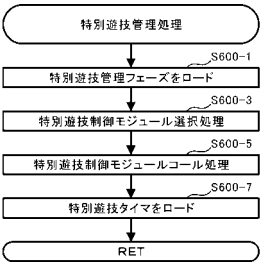 特別遊技管理処理
S600-1
特別遊技管理フェーズをロード
S600-3
特別遊技制御モジュール選択処理
S600-5
特別遊技制御モジュールコール処理
S600-7
特別遊技タイマをロード
RET